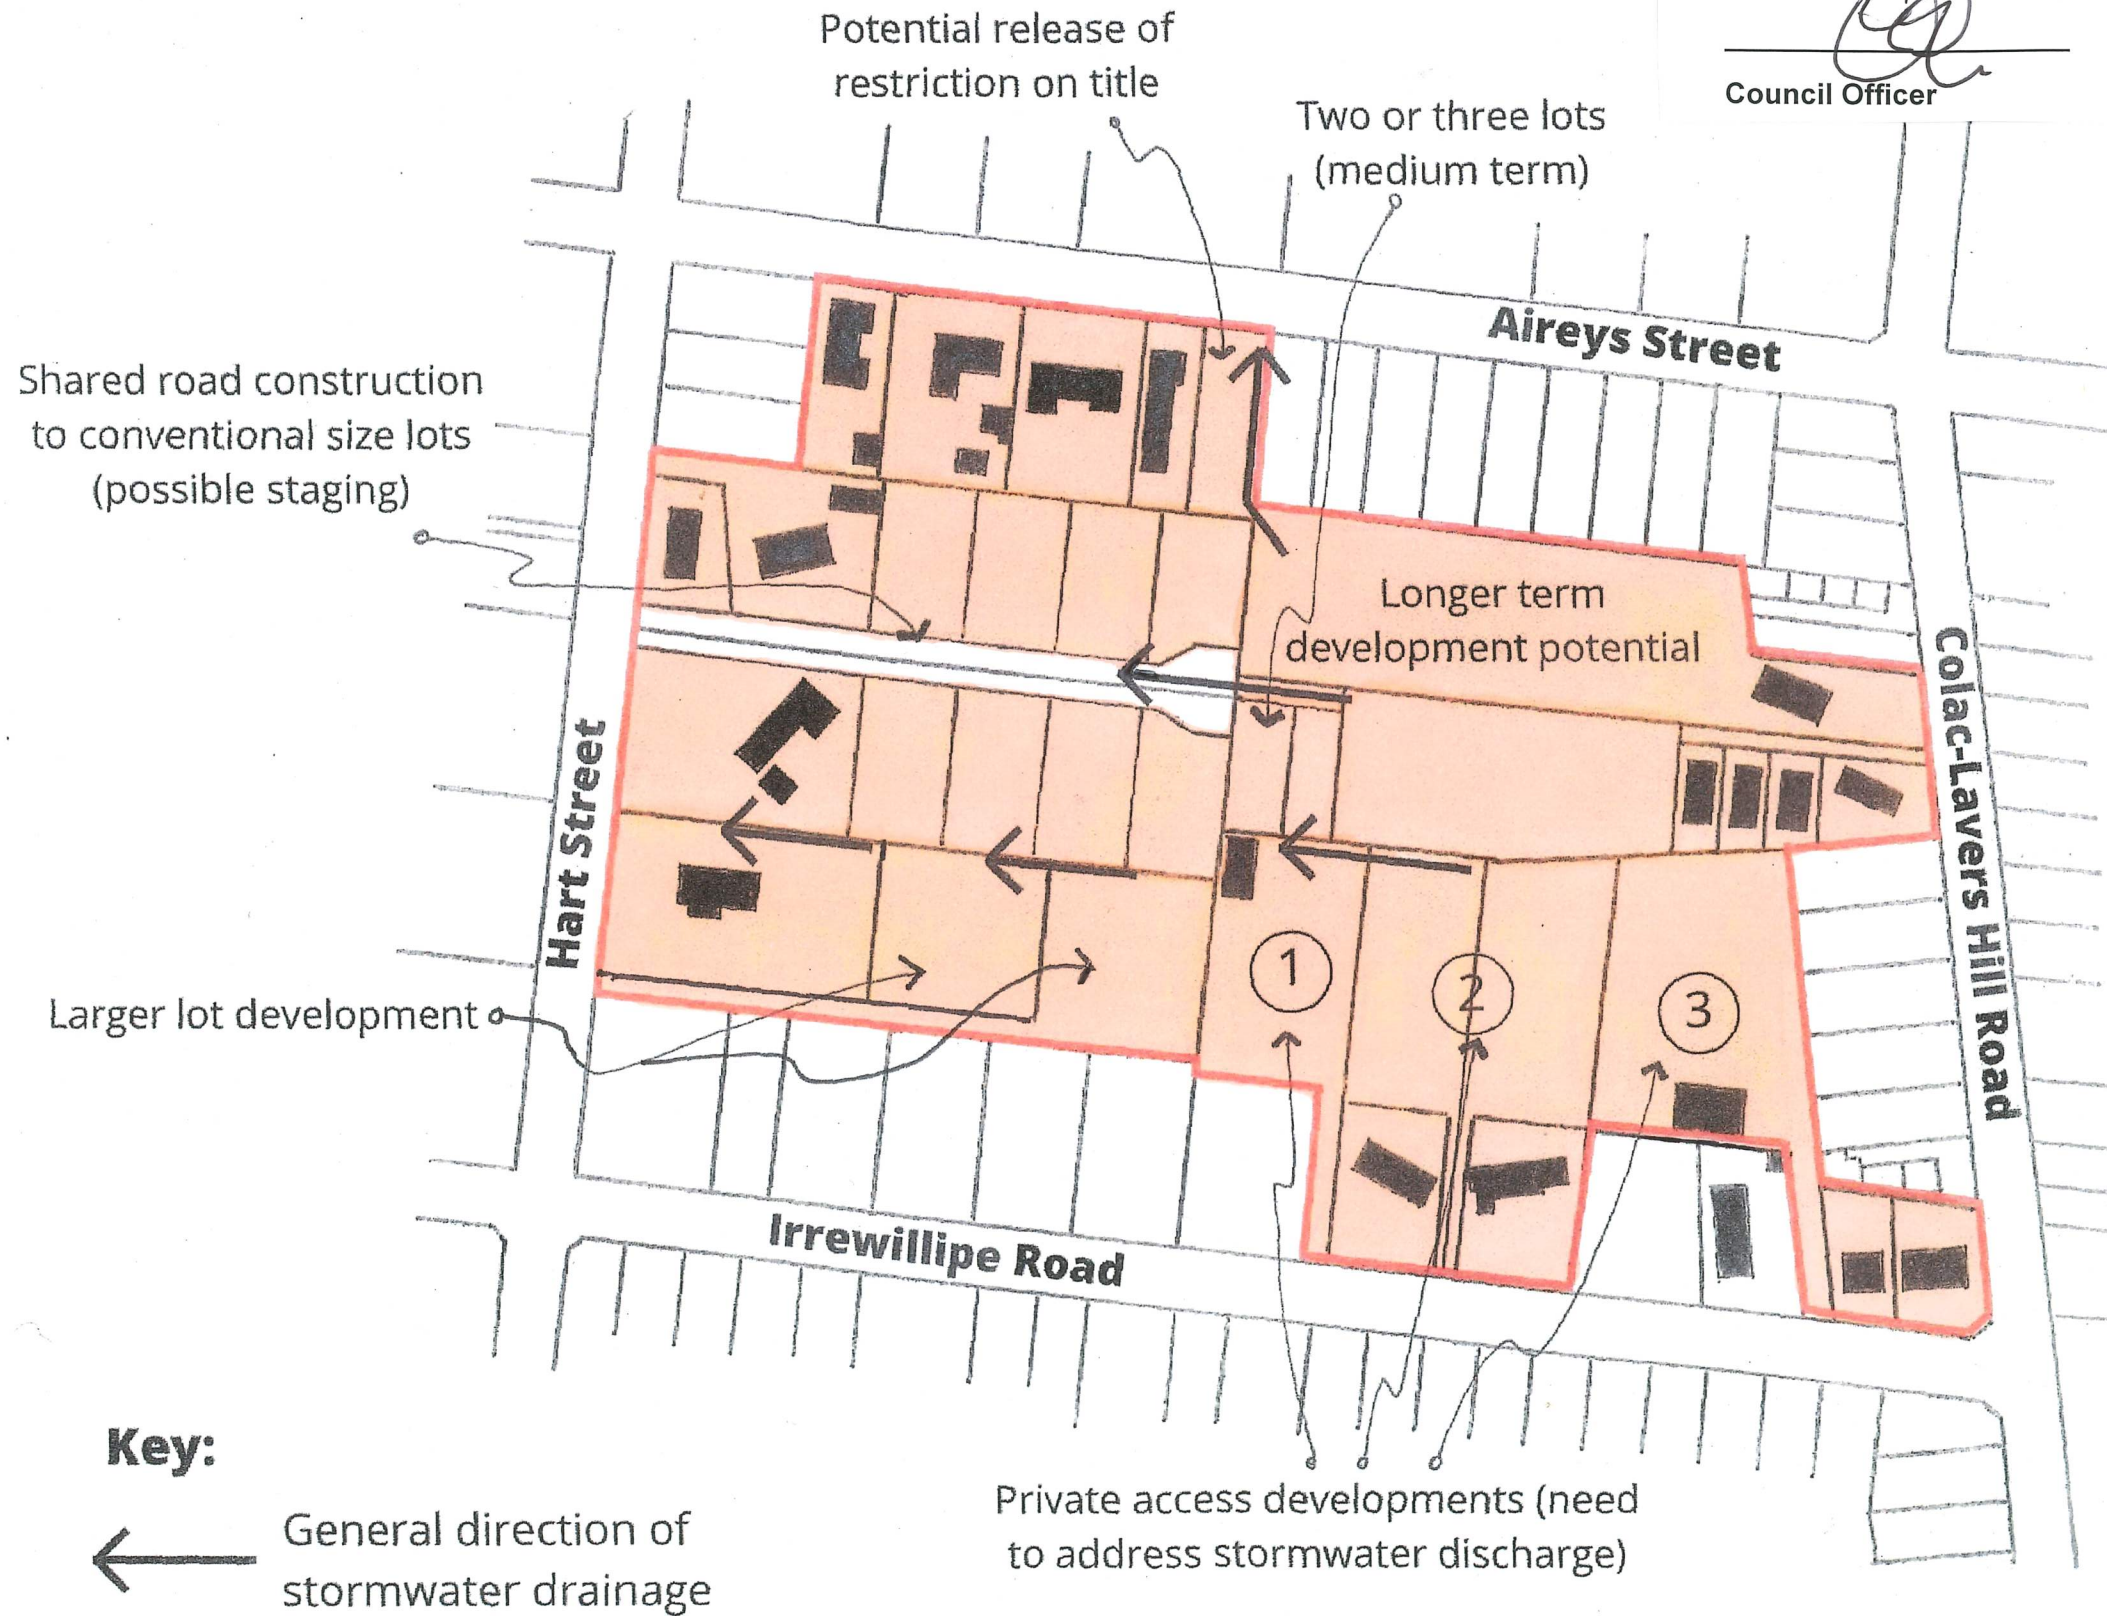 Potential release of
restriction on title
Council Officer
Two or three lots
(medium term)
Aireys Street
Shared road construction
to conventional size lots
(possible staging)
Longer term
development potential
Colac-Lavers Hill Road
Hart Street
1
2
3
Larger lot development
Irrewillipe Road
Key:
General direction of
stormwater drainage
Private access developments (need
to address stormwater discharge)